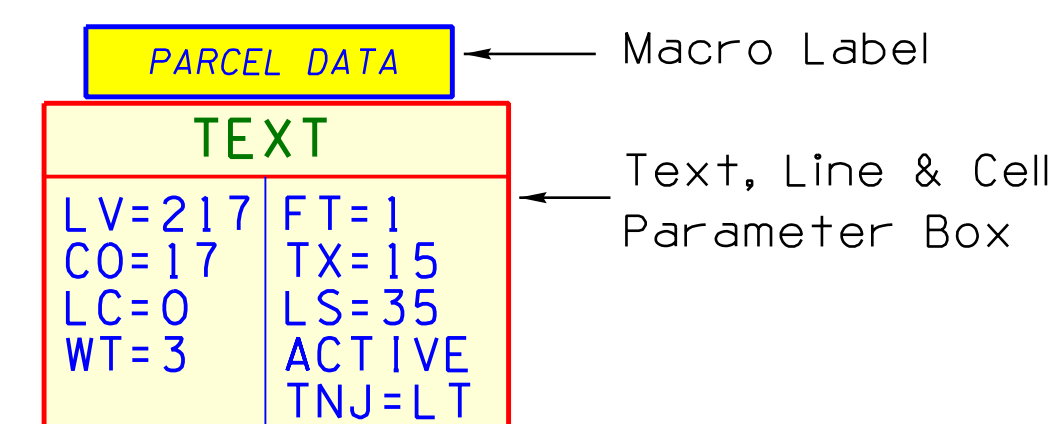 PARCEL DATA
Macro Label
TEXT
Text, Line & Cell
Parameter Box
LV=217
CO=17
LC=0
WT=3
FT=1
TX=15
LS=35
ACTIVE
TNJ=LT